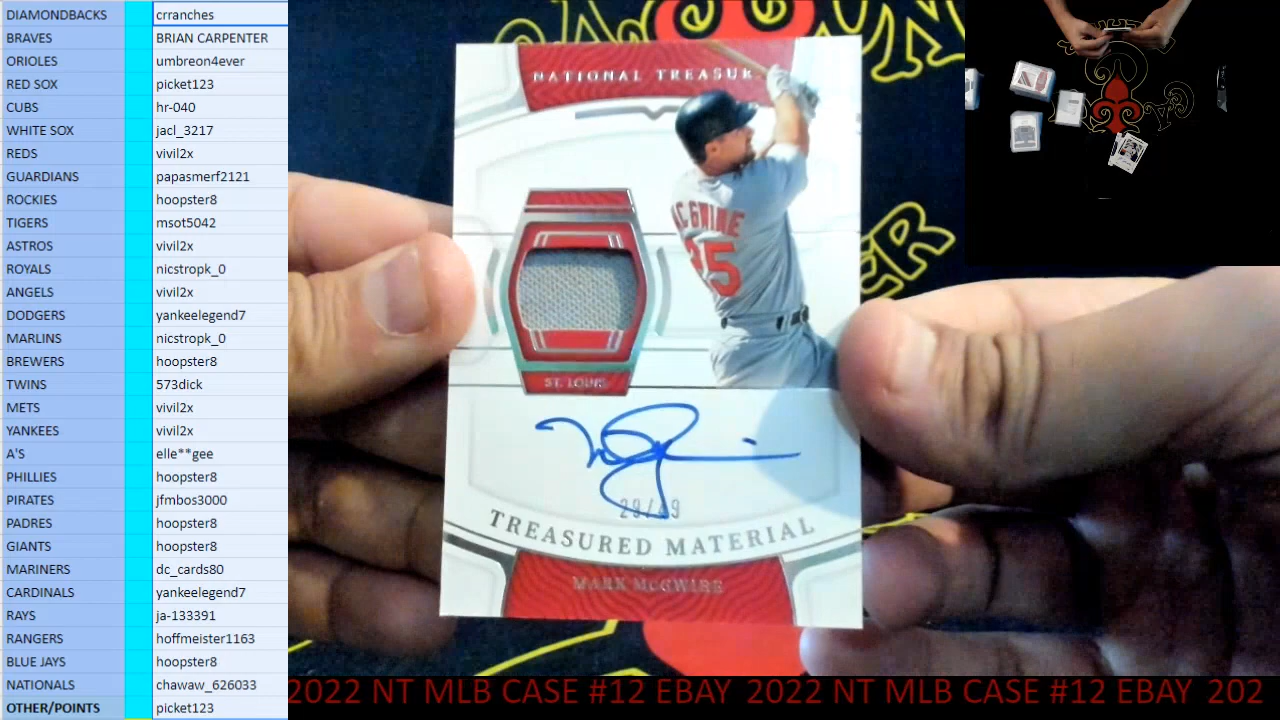 DIAMONDBACKS crranches
BRAVES BRIAN CARPENTER
ORIOLES umbreon4ever
RED SOX picket123
CUBS hr-040
WHITE SOX jacl_3217
REDS vivil2x
GUARDIANS papasmerf2121
ROCKIES hoopster8
TIGERS msot5042
ASTROS vivil2x
ROYALS nicstropk_0
ANGELS vivil2x
DODGERS yankeelegend7
MARLINS nicstropk_0
BREWERS hoopster8
TWINS 573dick
METS vivil2x
YANKEES vivil2x
A'S elle**gee
PHILLIES hoopster8
PIRATES jfmbos3000
PADRES hoopster8
GIANTS hoopster8
MARINERS dc_cards80
CARDINALS yankeelegend7
RAYS ja-133391
RANGERS hoffmeister1163
BLUE JAYS hoopster8
NATIONALS chawaw_626033
OTHER/POINTS picket123
NATIONAL TREASUR
MCGWIRE
25
ST. LOUIS
29/49
TREASURED MATERIAL
MARK McGWIRE
2022 NT MLB CASE #12 EBAY 2022 NT MLB CASE #12 EBAY 202